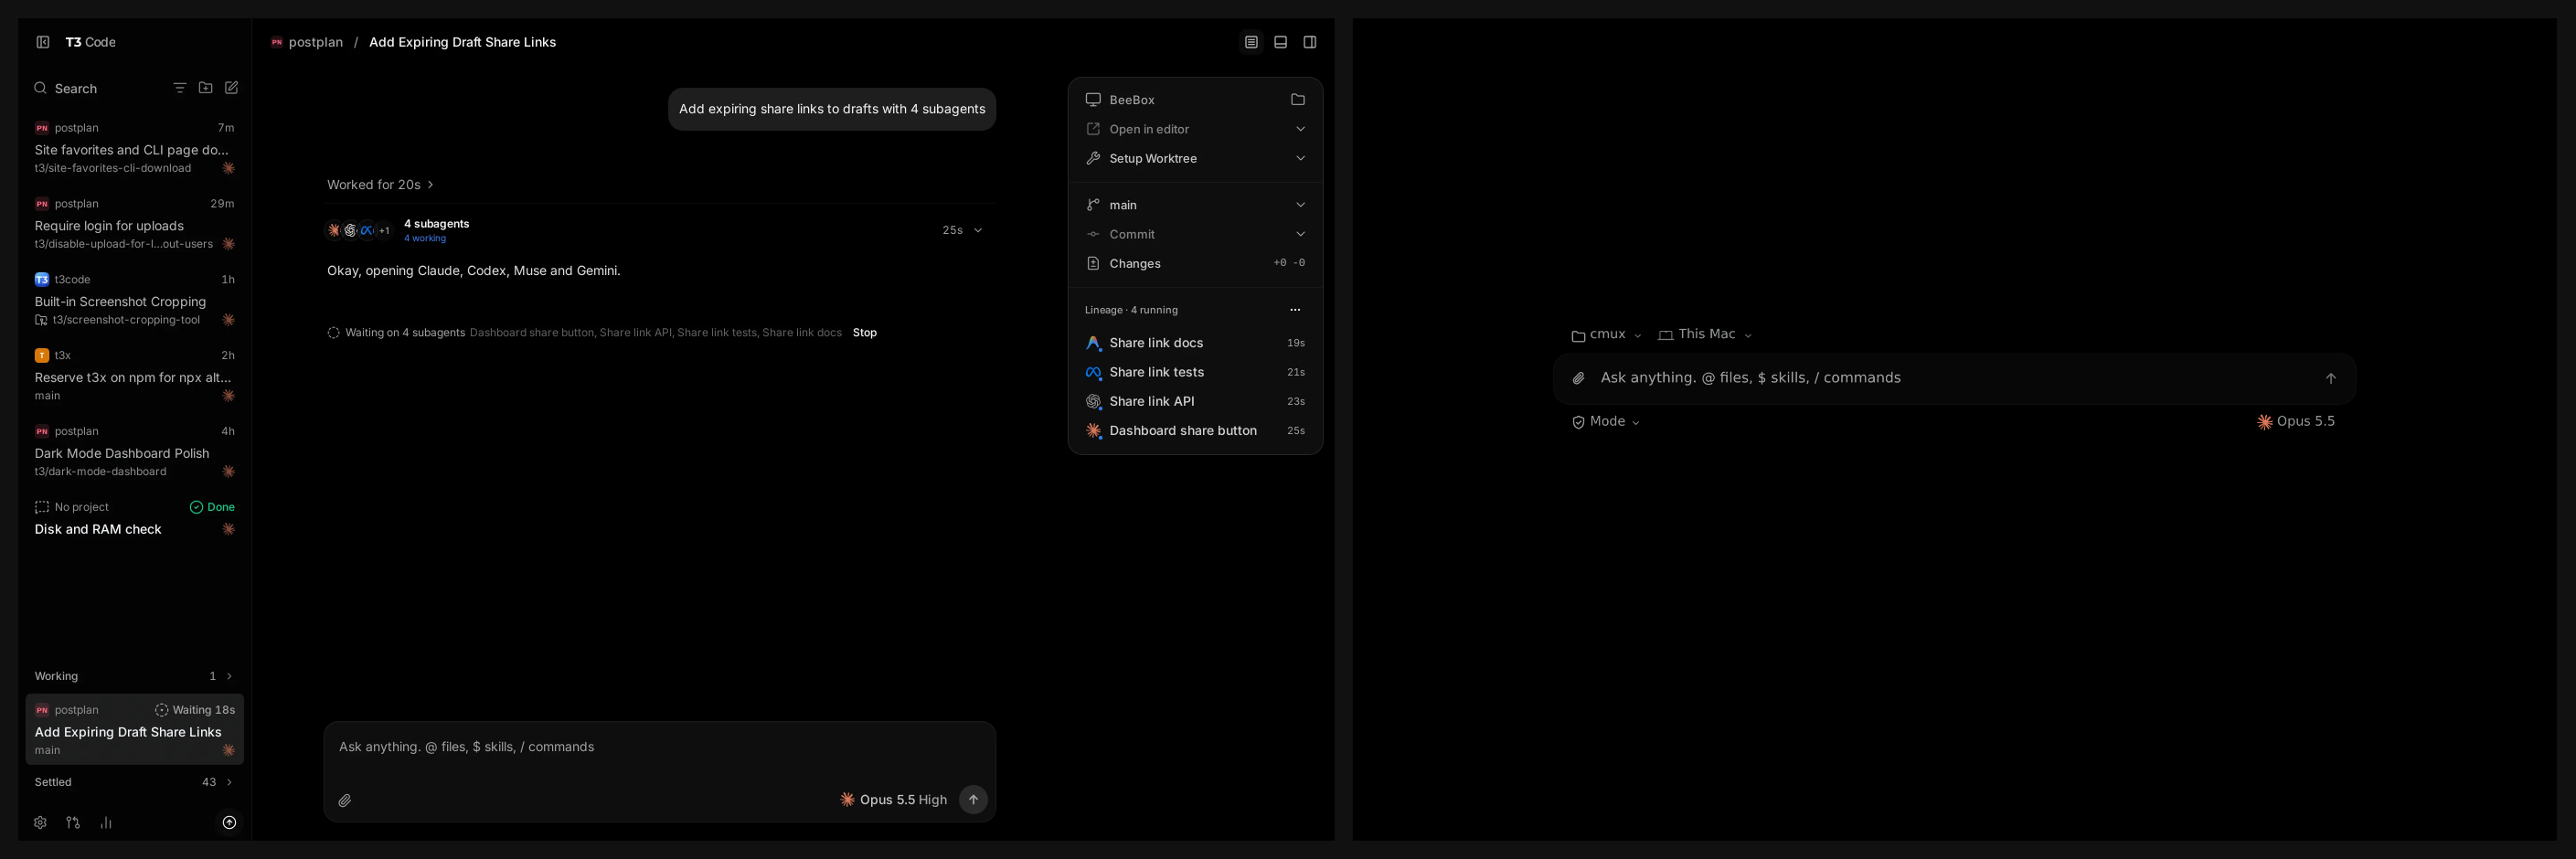 T3 Code
Search
PN postplan 7m
Site favorites and CLI page do...
t3/site-favorites-cli-download
PN postplan 29m
Require login for uploads
t3/disable-upload-for-l...out-users
T3 t3code 1h
Built-in Screenshot Cropping
t3/screenshot-cropping-tool
T t3x 2h
Reserve t3x on npm for npx alt...
main
PN postplan 4h
Dark Mode Dashboard Polish
t3/dark-mode-dashboard
No project Done
Disk and RAM check
Working 1
PN postplan Waiting 18s
Add Expiring Draft Share Links
main
Settled 43
PN postplan / Add Expiring Draft Share Links
Add expiring share links to drafts with 4 subagents
Worked for 20s
+1 4 subagents 25s
4 working
Okay, opening Claude, Codex, Muse and Gemini.
Waiting on 4 subagents Dashboard share button, Share link API, Share link tests, Share link docs Stop
Ask anything. @ files, $ skills, / commands
Opus 5.5 High
BeeBox
Open in editor
Setup Worktree
main
Commit
Changes +0 -0
Lineage · 4 running
Share link docs 19s
Share link tests 21s
Share link API 23s
Dashboard share button 25s
cmux This Mac
Ask anything. @ files, $ skills, / commands
Mode Opus 5.5